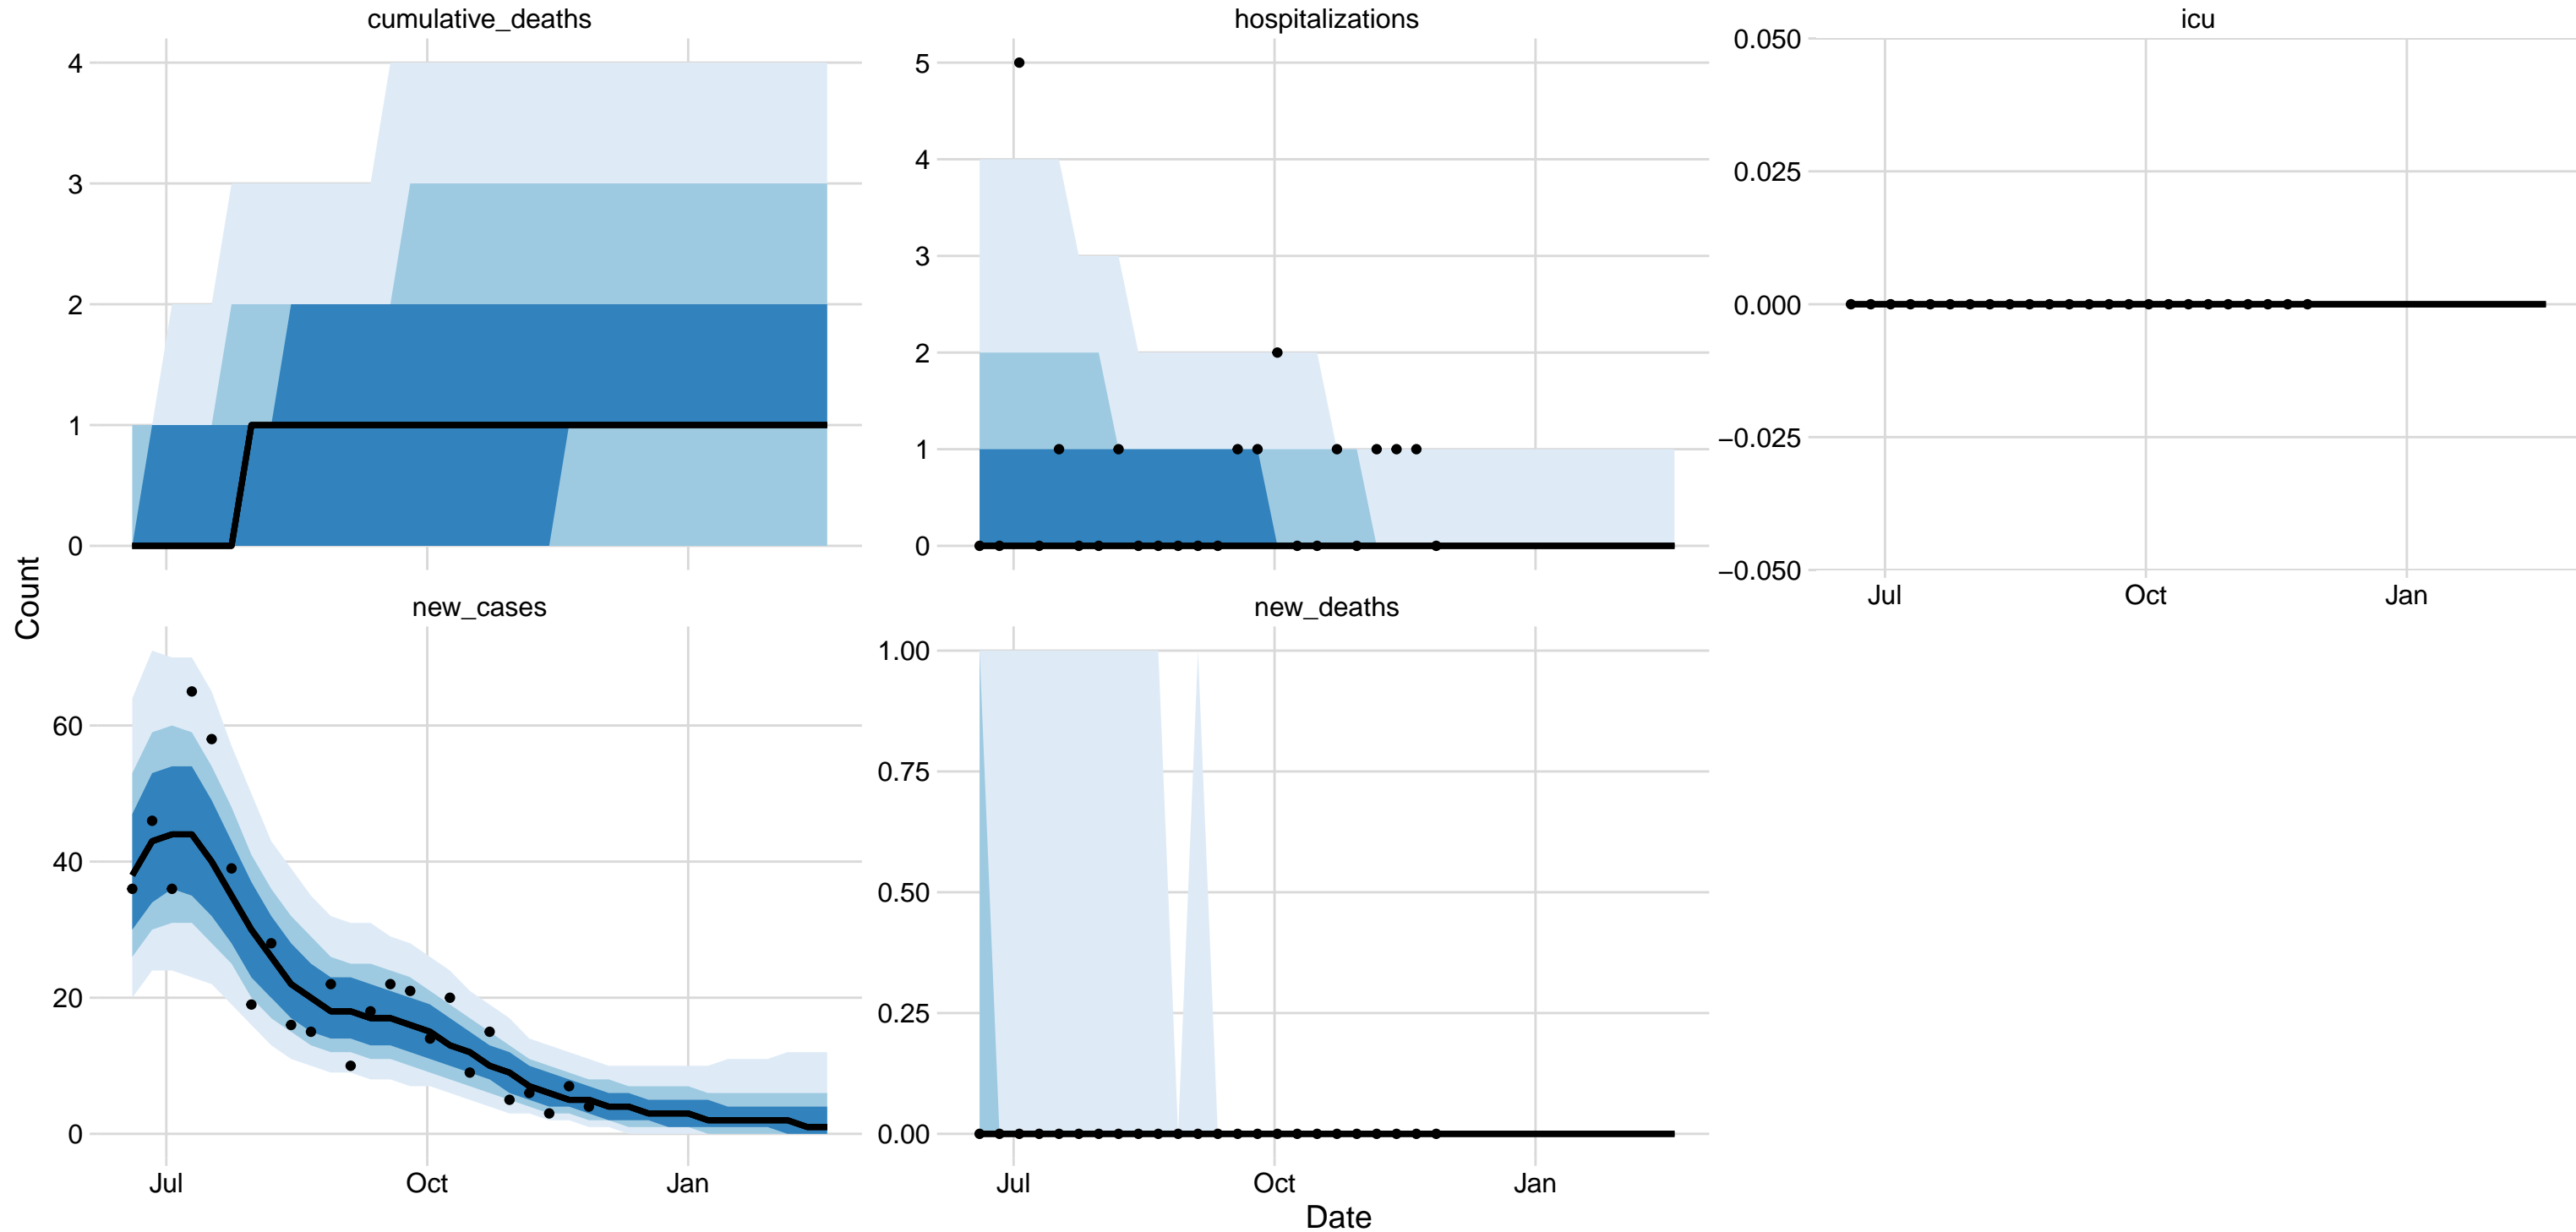 cumulative_deaths
hospitalizations
icu
4
3
2
1
0
5
4
3
2
1
0
0.050
0.025
0.000
−0.025
−0.050
Jul
Oct
Jan
Count
new_cases
new_deaths
60
40
20
0
1.00
0.75
0.50
0.25
0.00
Jul
Oct
Jan
Jul
Oct
Jan
Date